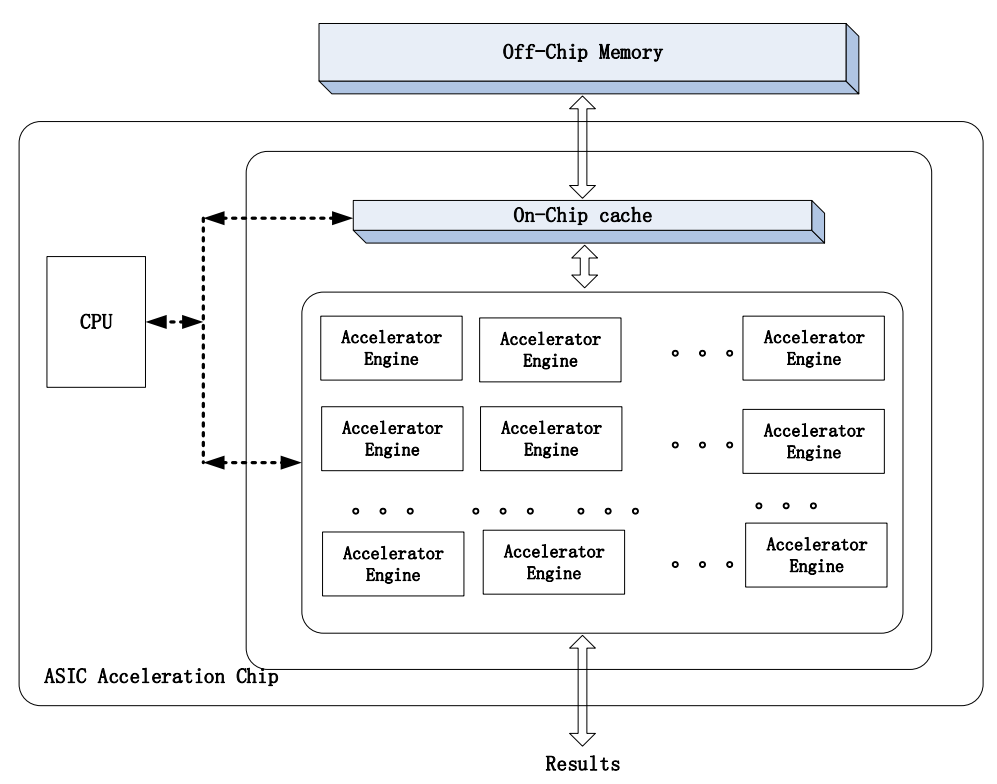 Off-Chip Memory
On-Chip cache
CPU
Accelerator
Engine
Accelerator
Engine
Accelerator
Engine
Accelerator
Engine
Accelerator
Engine
Accelerator
Engine
Accelerator
Engine
Accelerator
Engine
Accelerator
Engine
ASIC Acceleration Chip
Results